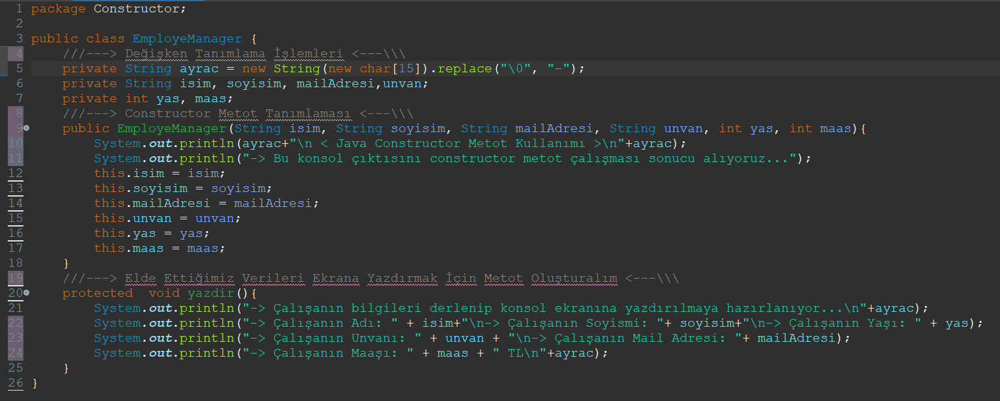 1 package Constructor;
2
3 public class EmployeManager {
4 ///---> Değişken Tanımlama İşlemleri <---\\\
5 private String ayrac = new String(new char[15]).replace("\0", "-");
6 private String isim, soyisim, mailAdresi,unvan;
7 private int yas, maas;
8 ///---> Constructor Metot Tanımlaması <---\\\
9 public EmployeManager(String isim, String soyisim, String mailAdresi, String unvan, int yas, int maas){
10 System.out.println(ayrac+"\n < Java Constructor Metot Kullanımı >\n"+ayrac);
11 System.out.println("-> Bu konsol çıktısını constructor metot çalışması sonucu alıyoruz...");
12 this.isim = isim;
13 this.soyisim = soyisim;
14 this.mailAdresi = mailAdresi;
15 this.unvan = unvan;
16 this.yas = yas;
17 this.maas = maas;
18 }
19 ///---> Elde Ettiğimiz Verileri Ekrana Yazdırmak İçin Metot Oluşturalım <---\\\
20 protected  void yazdir(){
21 System.out.println("-> Çalışanın bilgileri derlenip konsol ekranına yazdırılmaya hazırlanıyor...\n"+ayrac);
22 System.out.println("-> Çalışanın Adı: " + isim+"\n-> Çalışanın Soyismi: "+ soyisim+"\n-> Çalışanın Yaşı: " + yas);
23 System.out.println("-> Çalışanın Unvanı: " + unvan + "\n-> Çalışanın Mail Adresi: "+ mailAdresi);
24 System.out.println("-> Çalışanın Maaşı: " + maas + " TL\n"+ayrac);
25 }
26 }